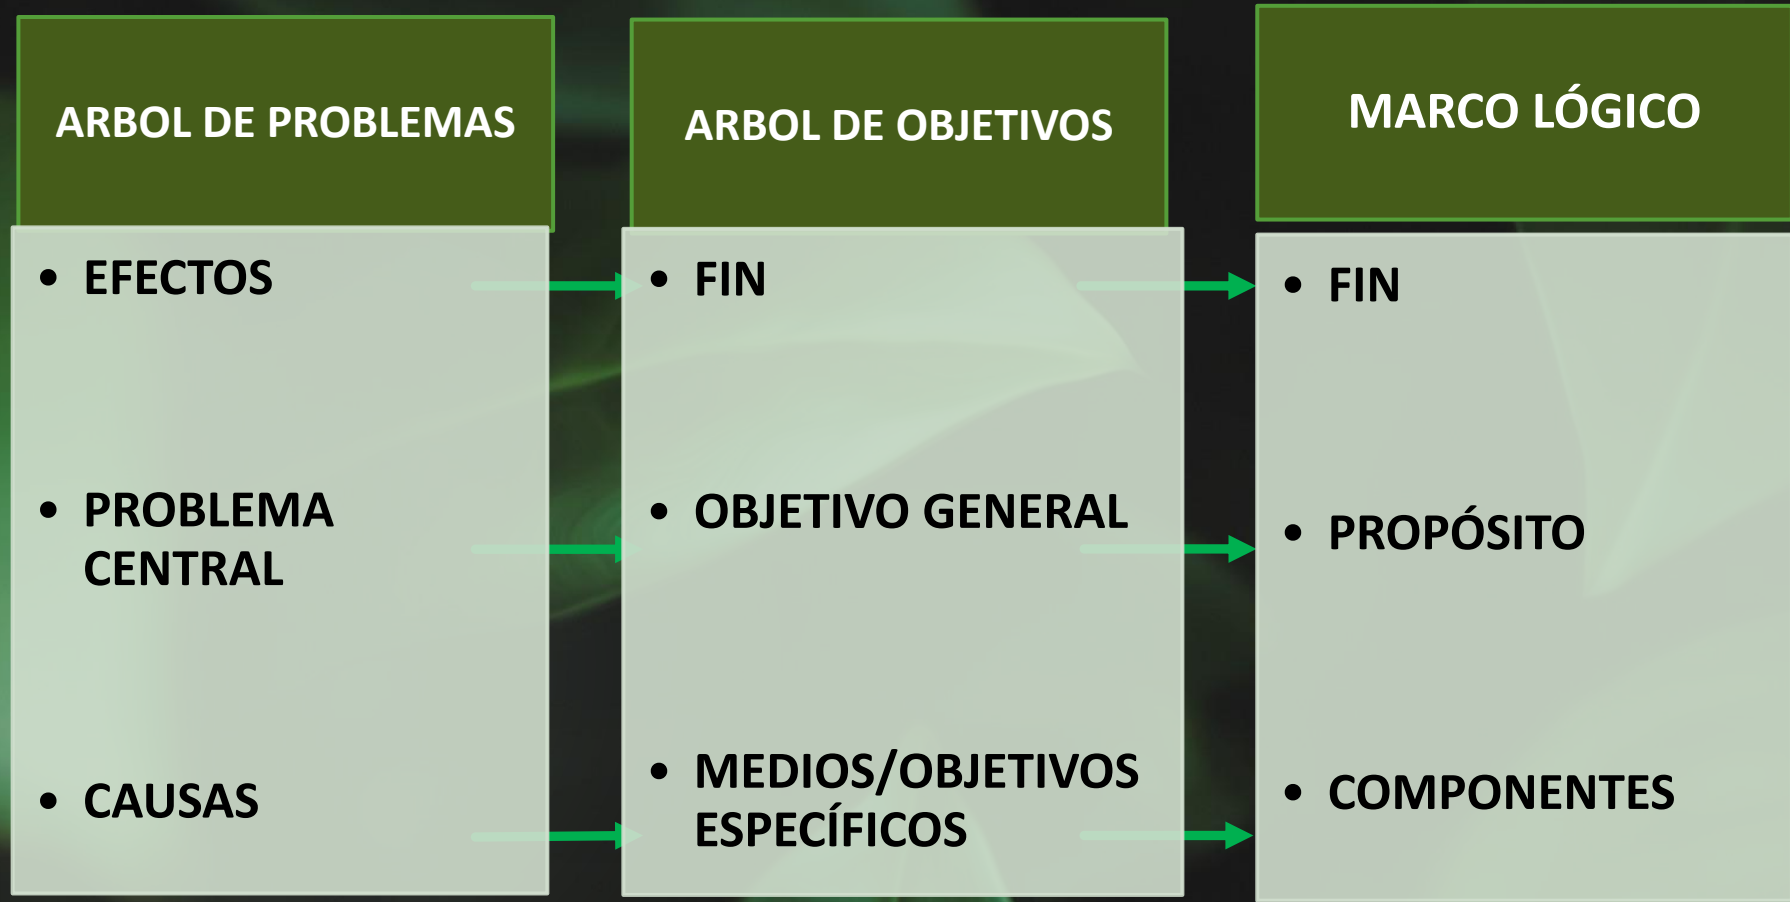 ARBOL DE PROBLEMAS
• EFECTOS
• PROBLEMA
CENTRAL
• CAUSAS
ARBOL DE OBJETIVOS
• FIN
• OBJETIVO GENERAL
• MEDIOS/OBJETIVOS
ESPECÍFICOS
MARCO LÓGICO
• FIN
• PROPÓSITO
• COMPONENTES